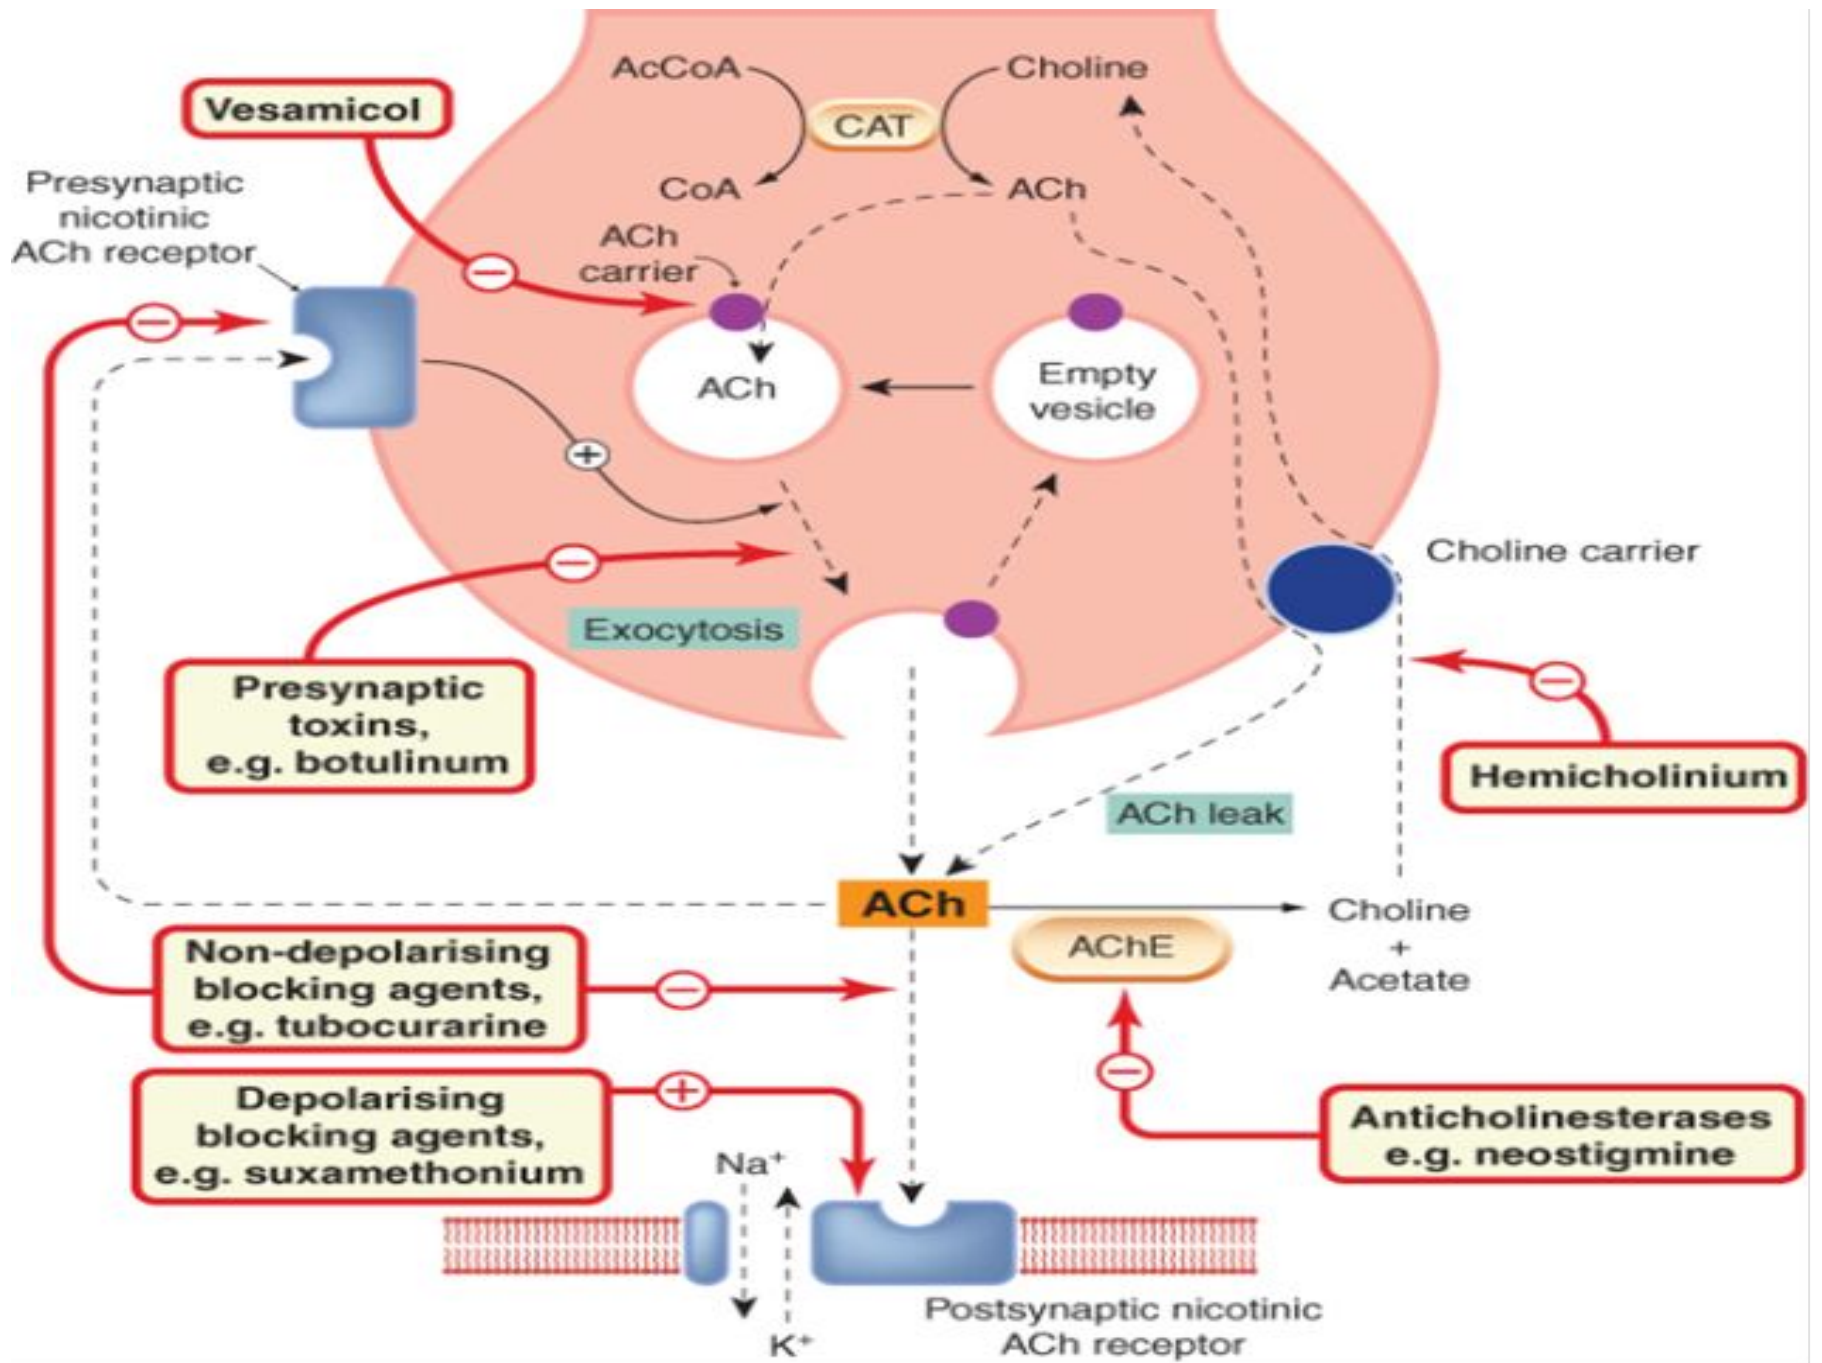 AcCoA
Choline
Vesamicol
CAT
Presynaptic
nicotinic
ACh receptor
CoA
ACh
ACh
carrier
ACh
Empty
vesicle
+
Choline carrier
Exocytosis
Presynaptic
toxins,
e.g. botulinum
Hemicholinium
ACh leak
ACh
Choline
+
Acetate
AChE
Non-depolarising
blocking agents,
e.g. tubocurarine
Depolarising
blocking agents,
e.g. suxamethonium
+
Anticholinesterases
e.g. neostigmine
Na⁺
K⁺
Postsynaptic nicotinic
ACh receptor